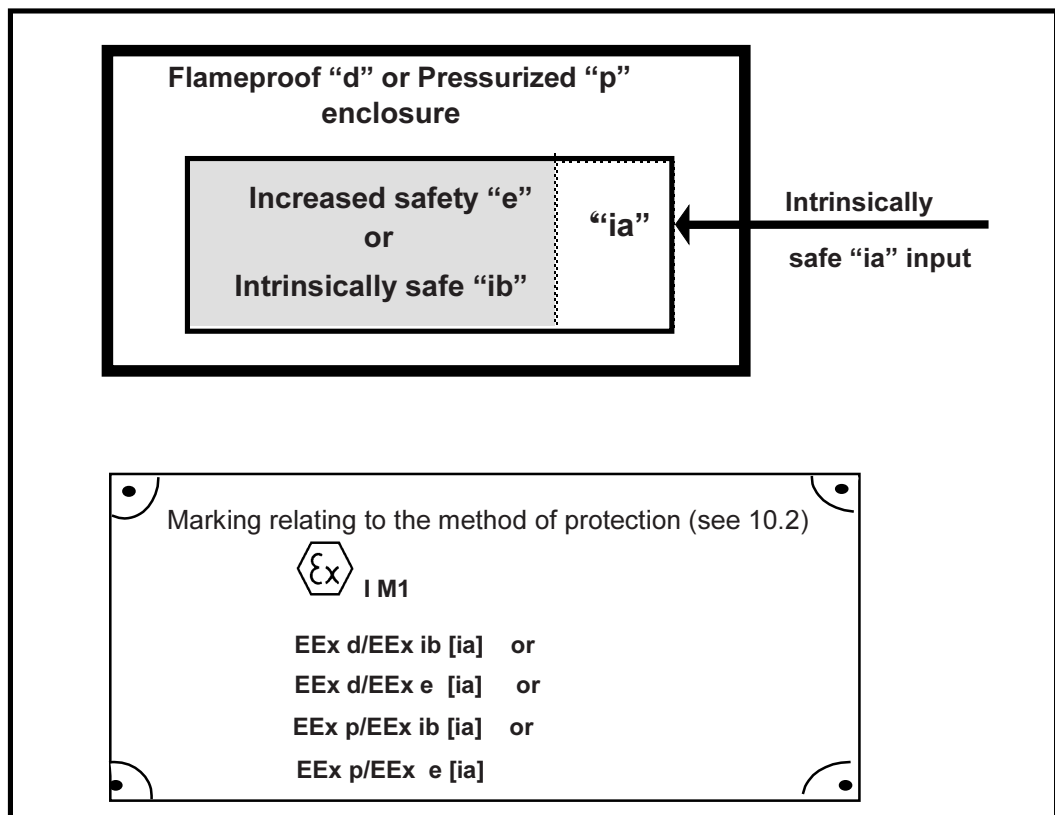 Flameproof “d” or Pressurized “p”
enclosure
Increased safety “e”
or
Intrinsically safe “ib”
“ia”
Intrinsically
safe “ia” input
Marking relating to the method of protection (see 10.2)
Ex I M1
EEx d/EEx ib [ia] or
EEx d/EEx e [ia] or
EEx p/EEx ib [ia] or
EEx p/EEx e [ia]